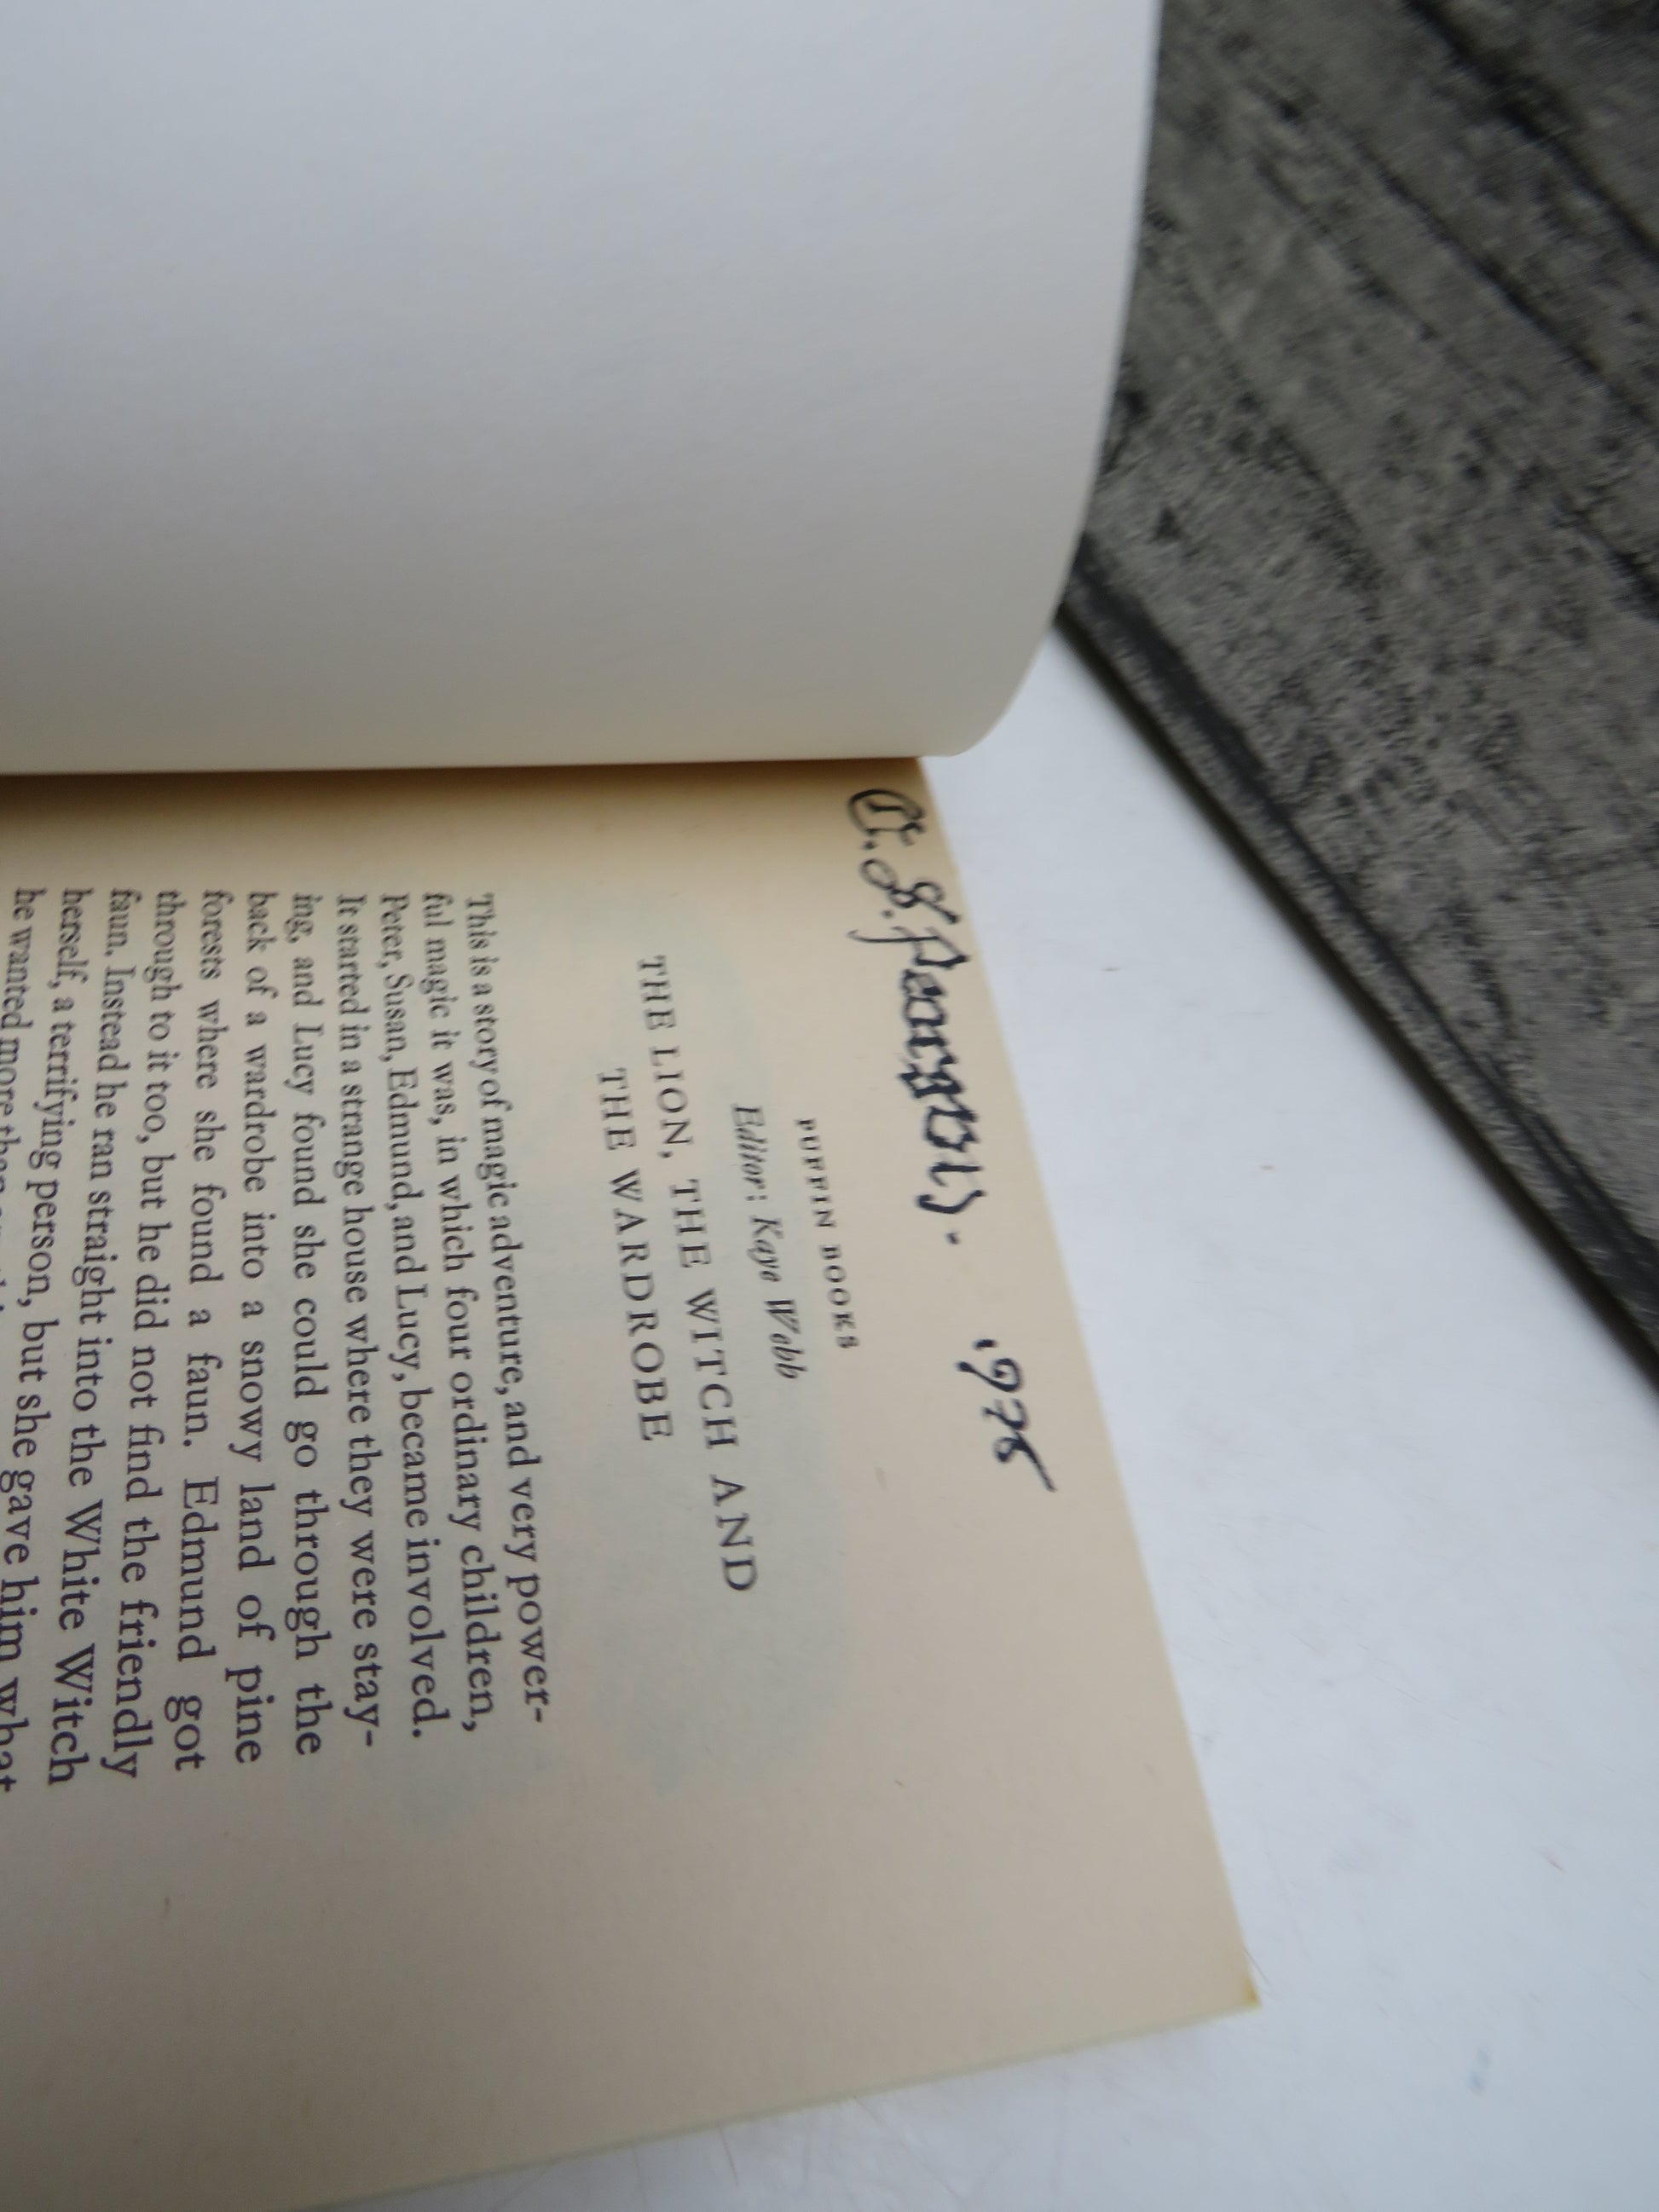 1975
PUFFIN BOOKS
Editor: Kaye Webb
THE LION, THE WITCH AND
THE WARDROBE
This is a story of magic adventure, and very power-
ful magic it was, in which four ordinary children,
Peter, Susan, Edmund, and Lucy, became involved.
It started in a strange house where they were stay-
ing, and Lucy found she could go through the
back of a wardrobe into a snowy land of pine
forests where she found a faun. Edmund got
through to it too, but he did not find the friendly
faun. Instead he ran straight into the White Witch
herself, a terrifying person, but she gave him what
he wanted more than